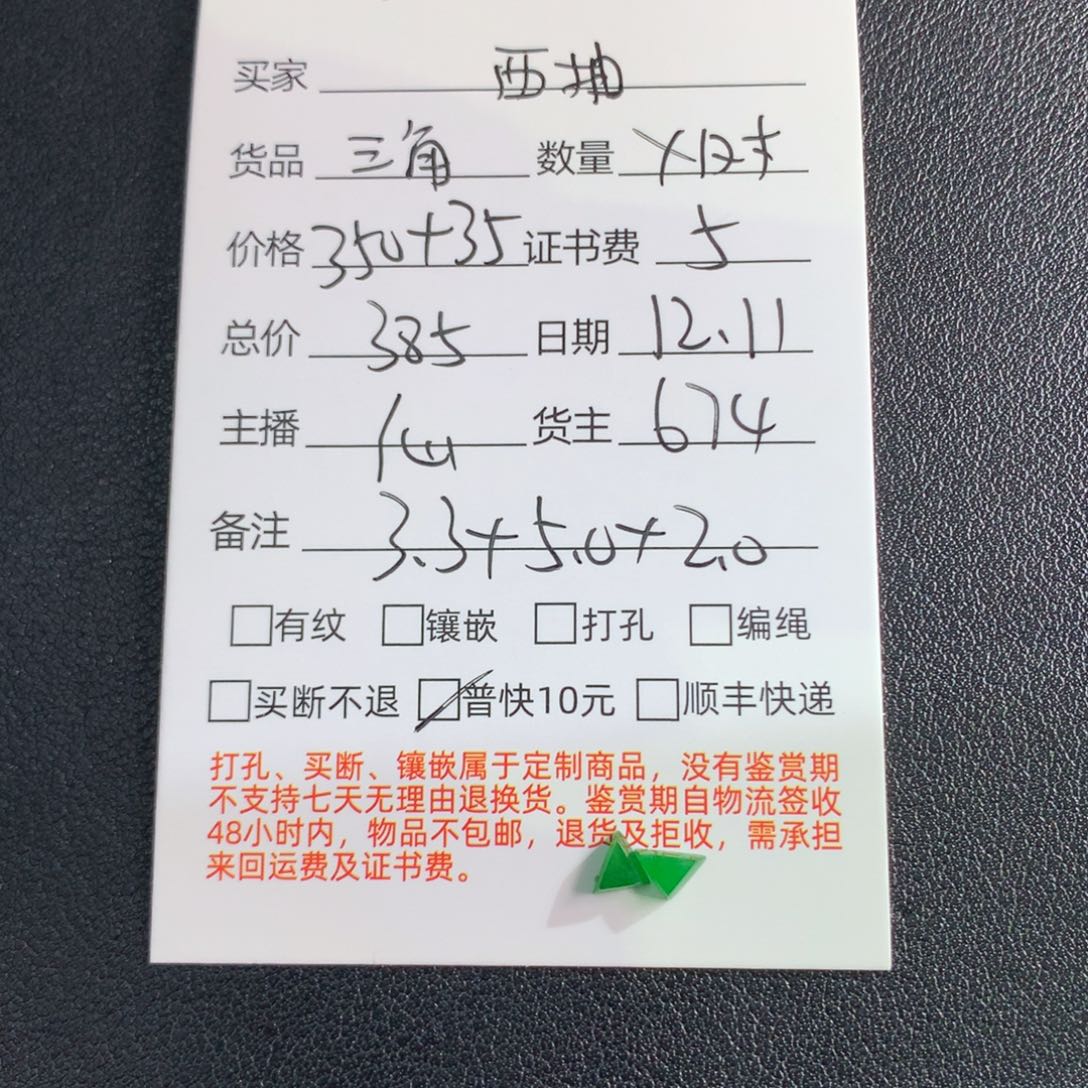 买家 西抽
货品 三角 数量
价格 350+35 证书费 5
总价 385 日期 12.11
主播 货主 674
备注 3.3+5.0+2.0
有纹 镶嵌 打孔 编绳
买断不退 普快10元 顺丰快递
打孔、买断、镶嵌属于定制商品，没有鉴赏期
不支持七天无理由退换货。鉴赏期自物流签收
48小时内，物品不包邮，退货及拒收，需承担
来回运费及证书费。